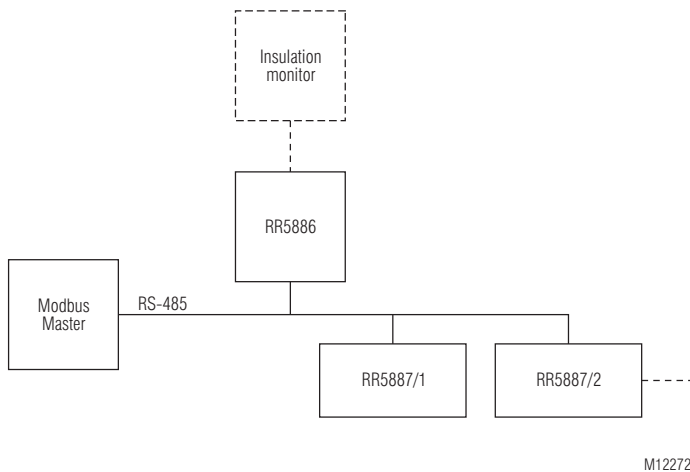 Insulation
monitor
RR5886
Modbus
Master
RS-485
RR5887/1
RR5887/2
M12272